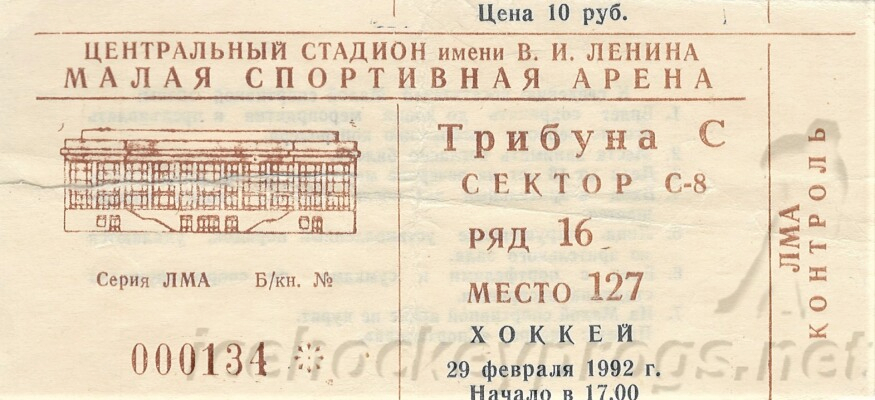 Цена 10 руб.
ЦЕНТРАЛЬНЫЙ СТАДИОН имени В. И. ЛЕНИНА
МАЛАЯ СПОРТИВНАЯ АРЕНА
Трибуна С
СЕКТОР С-8
РЯД 16
МЕСТО 127
Серия ЛМА Б/кн. №
000134
ХОККЕЙ
29 февраля 1992 г.
Начало в 17.00
ЛМА
КОНТРОЛЬ